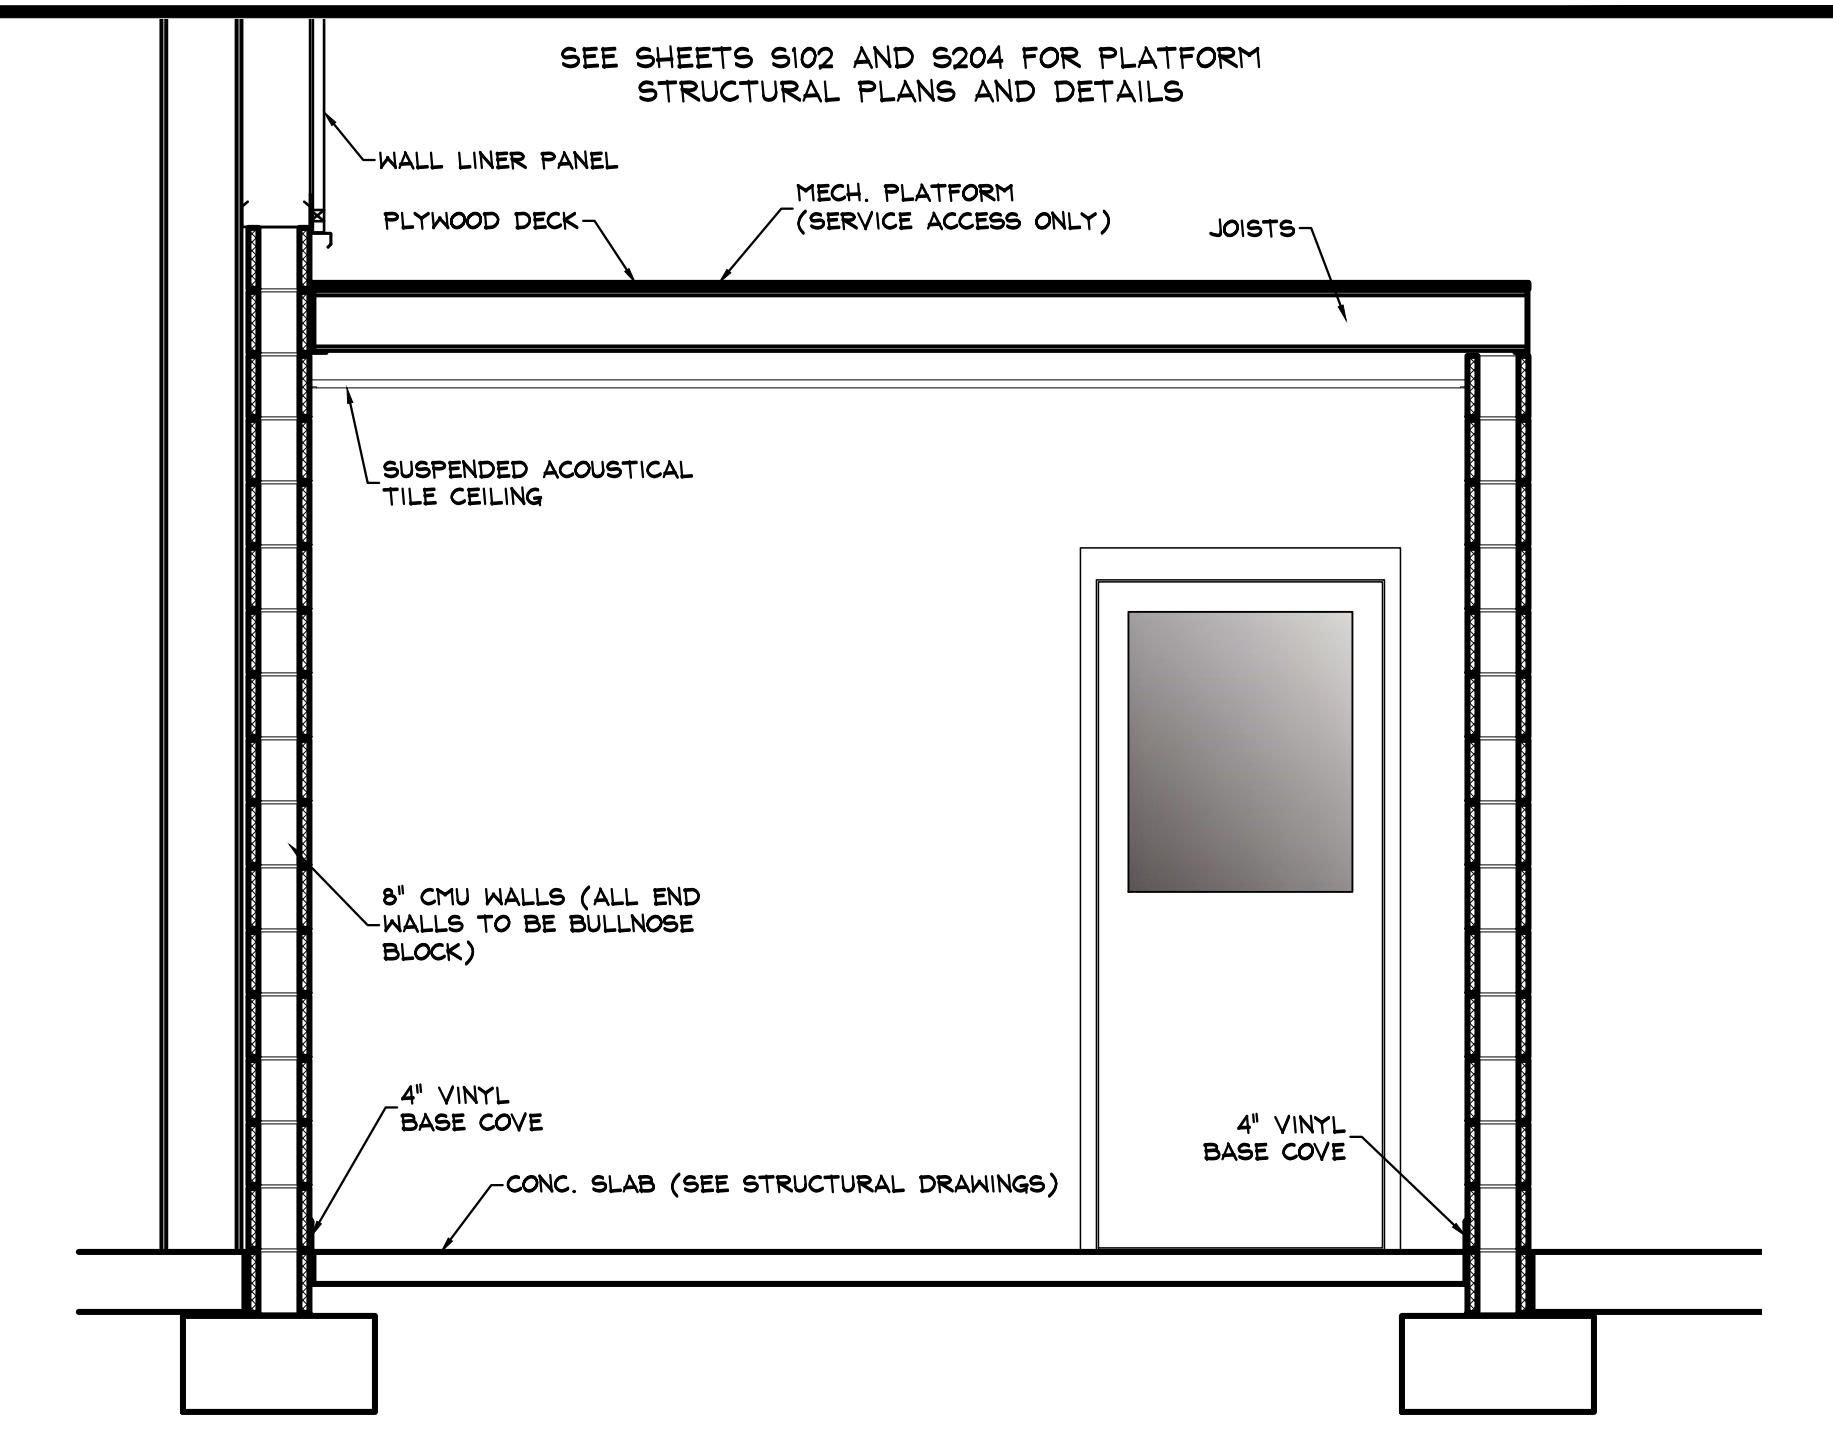 SEE SHEETS S102 AND S204 FOR PLATFORM
STRUCTURAL PLANS AND DETAILS
WALL LINER PANEL
MECH. PLATFORM
(SERVICE ACCESS ONLY)
PLYWOOD DECK
JOISTS
SUSPENDED ACOUSTICAL
TILE CEILING
8" CMU WALLS (ALL END
WALLS TO BE BULLNOSE
BLOCK)
4" VINYL
BASE COVE
4" VINYL
BASE COVE
CONC. SLAB (SEE STRUCTURAL DRAWINGS)